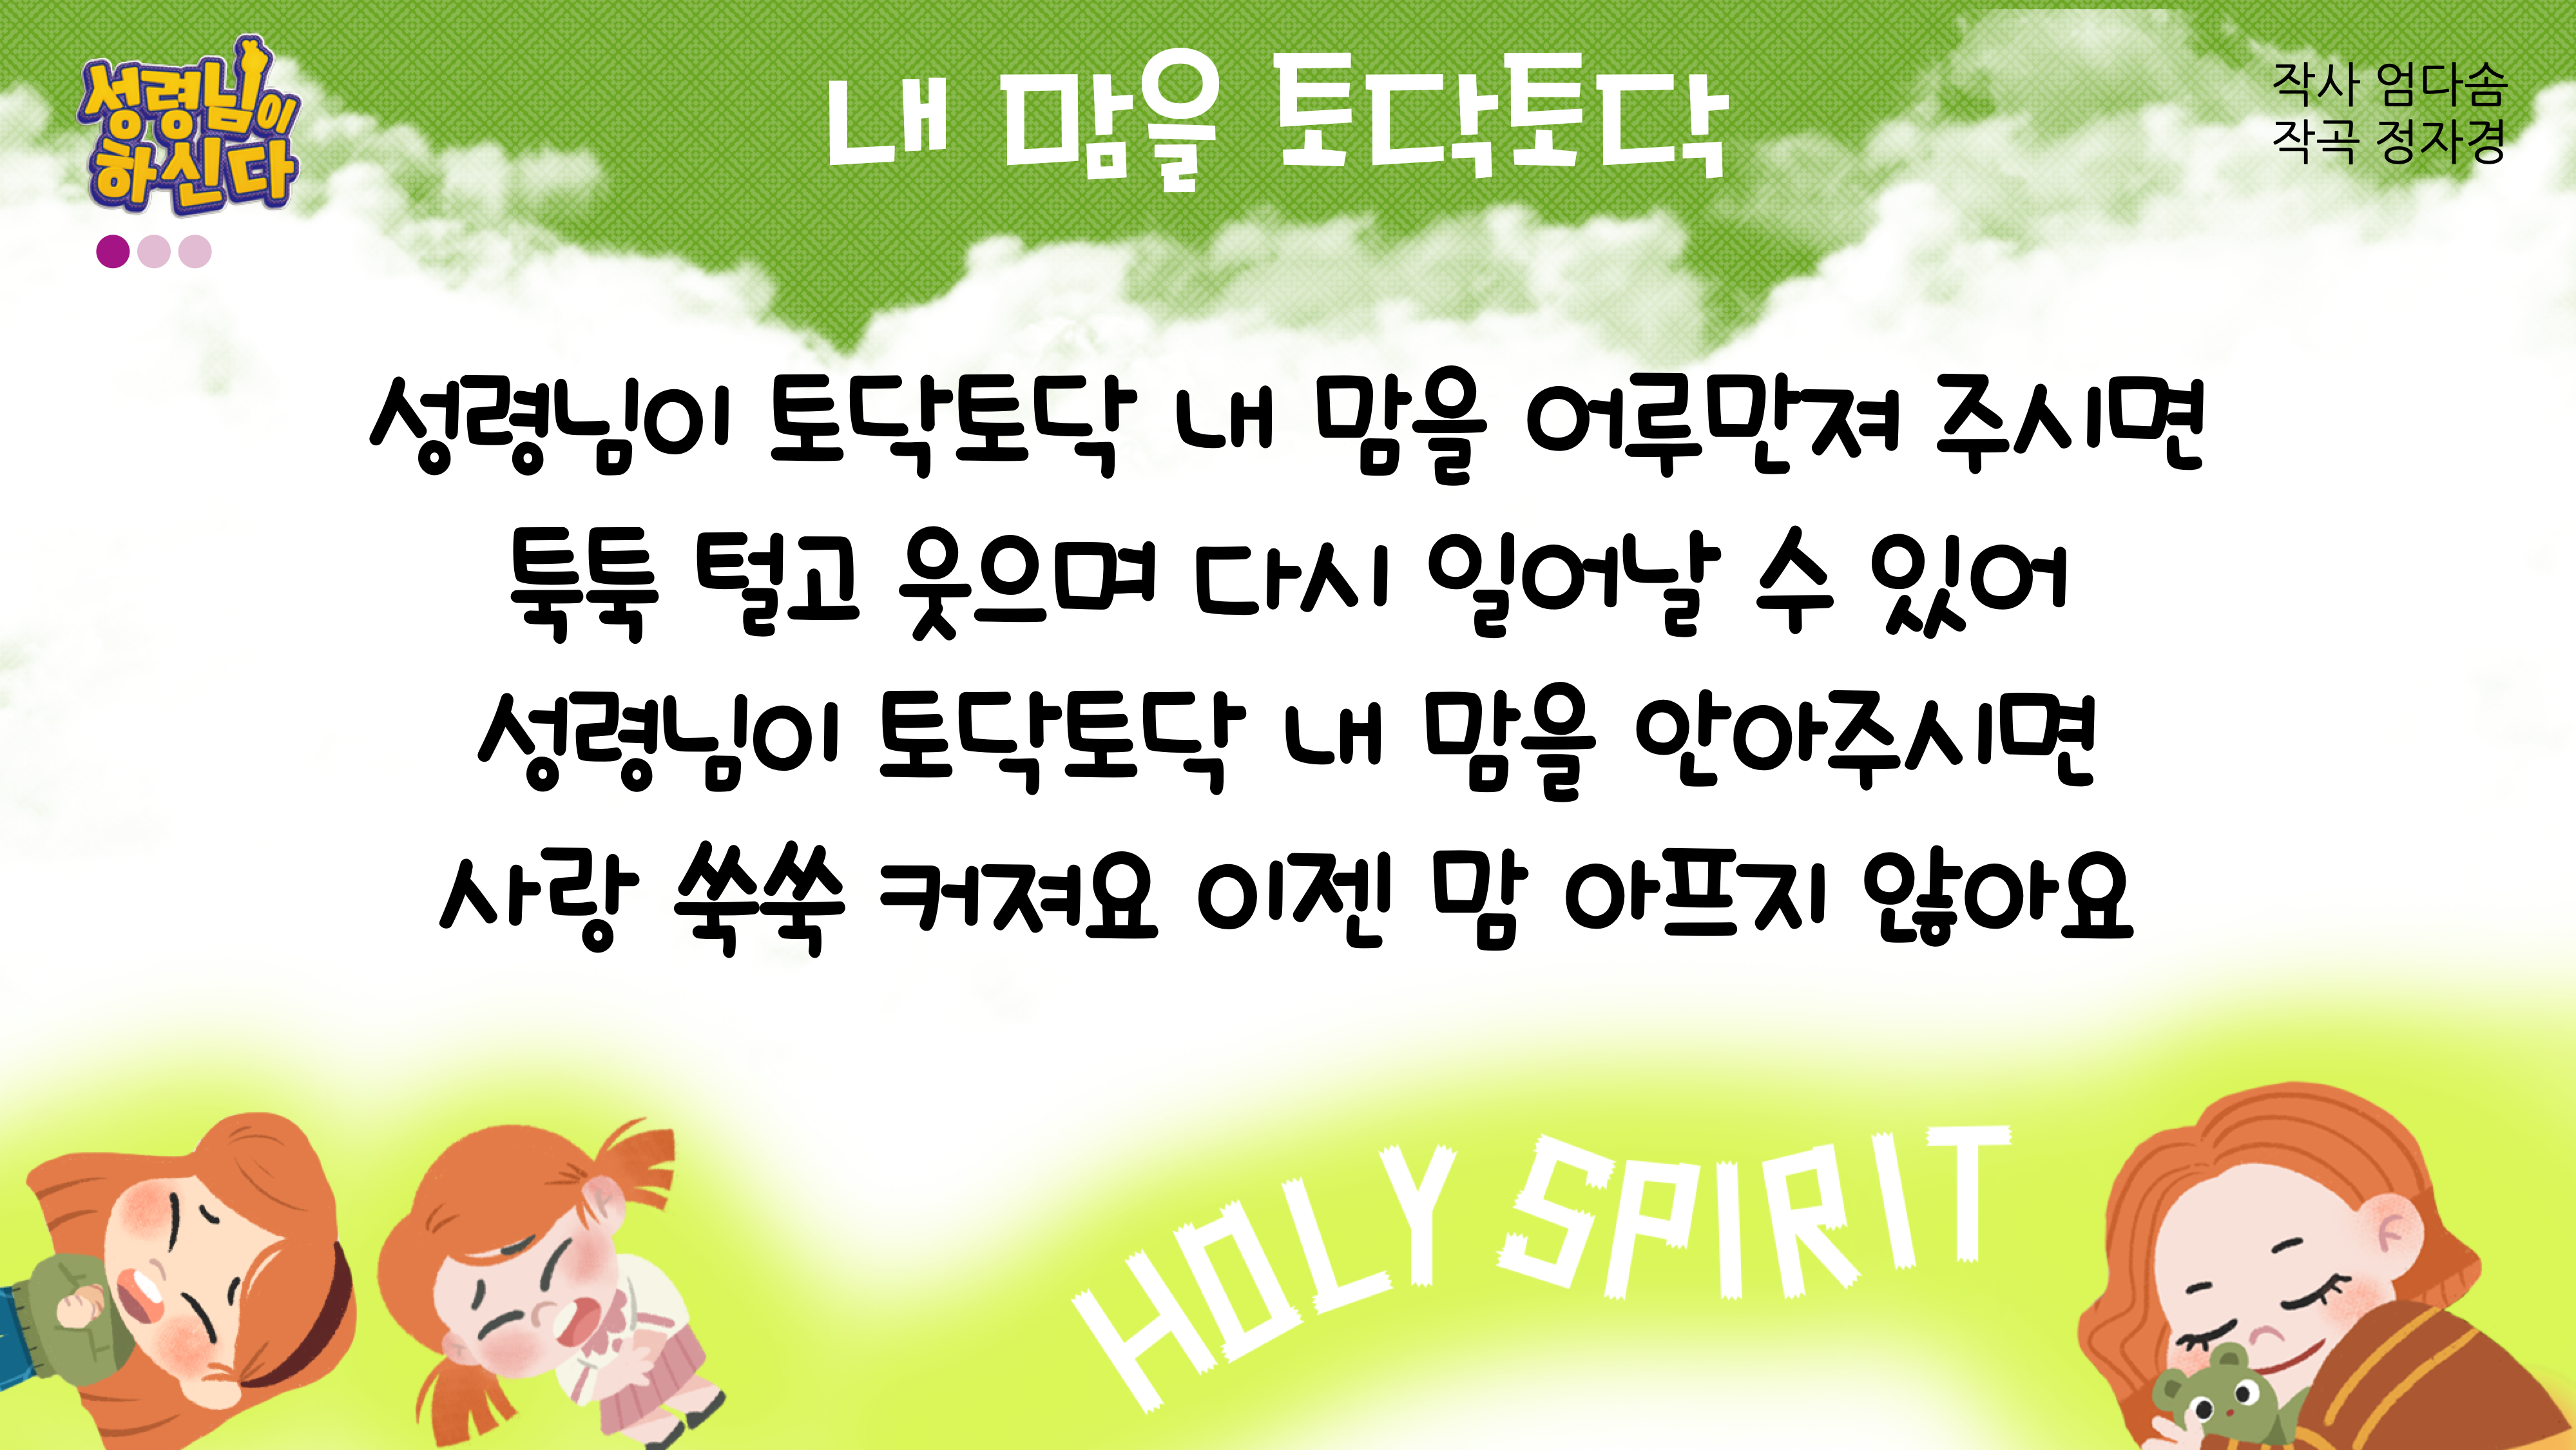 성령님이
하신다
내 맘을 토닥토닥
작사 엄다솜
작곡 정자경
성령님이 토닥토닥 내 맘을 어루만져 주시면
툭툭 털고 웃으며 다시 일어날 수 있어
성령님이 토닥토닥 내 맘을 안아주시면
사랑 쑥쑥 커져요 이젠 맘 아프지 않아요
HOLY SPIRIT